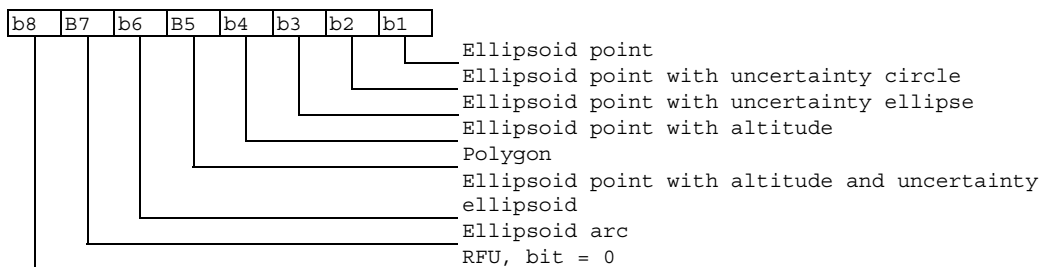 b8 B7 b6 B5 b4 b3 b2 b1
Ellipsoid point
Ellipsoid point with uncertainty circle
Ellipsoid point with uncertainty ellipse
Ellipsoid point with altitude
Polygon
Ellipsoid point with altitude and uncertainty
ellipsoid
Ellipsoid arc
RFU, bit = 0